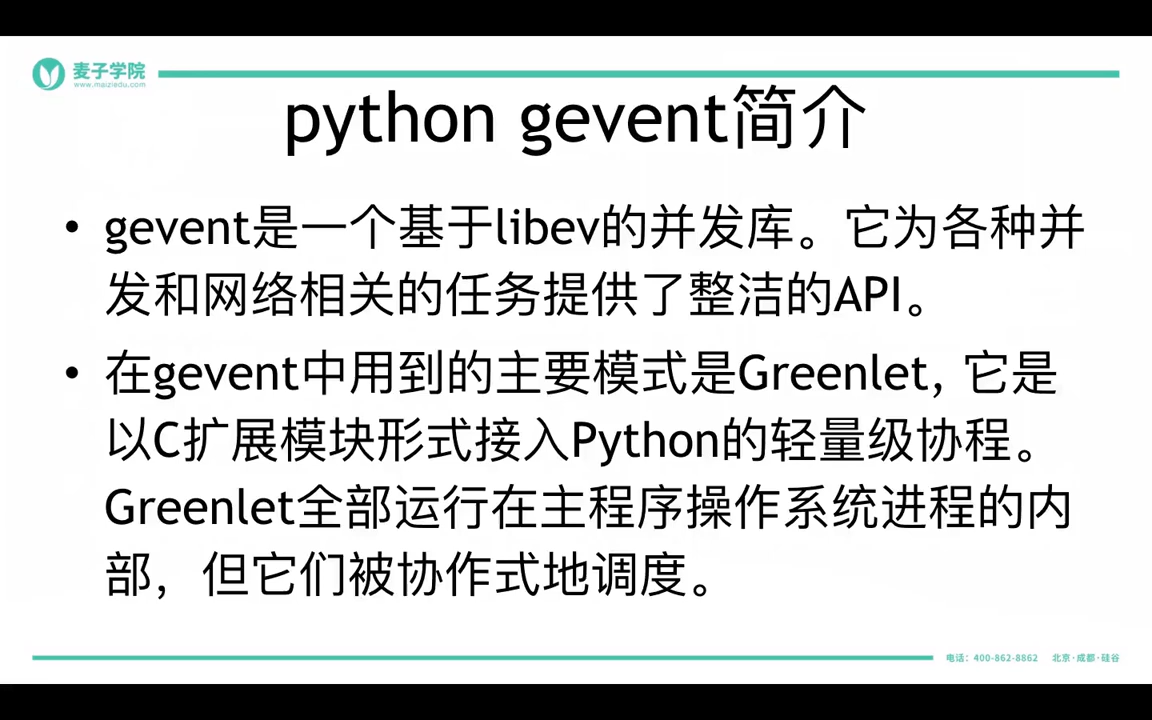 麦子学院
www.maiziedu.com
python gevent简介
• gevent是一个基于libev的并发库。它为各种并
发和网络相关的任务提供了整洁的API。
• 在gevent中用到的主要模式是Greenlet, 它是
以C扩展模块形式接入Python的轻量级协程。
Greenlet全部运行在主程序操作系统进程的内
部，但它们被协作式地调度。
电话：400-862-8862 北京·成都·硅谷